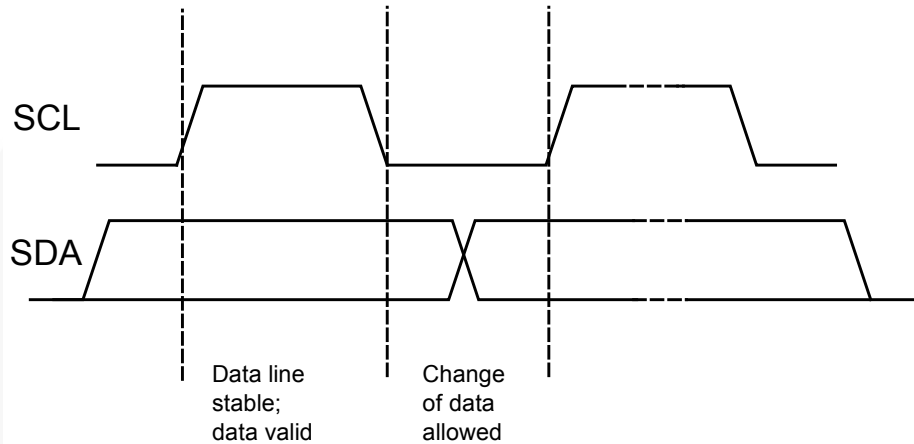 SCL
SDA
Data line
stable;
data valid
Change
of data
allowed